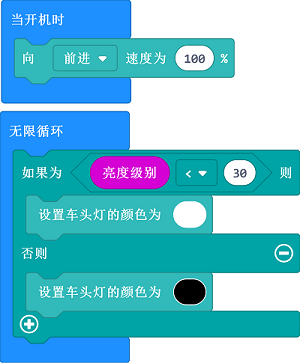 当开机时
向 前进 速度为 100 %
无限循环
如果为 亮度级别 < 30 则
设置车头灯的颜色为
否则
设置车头灯的颜色为